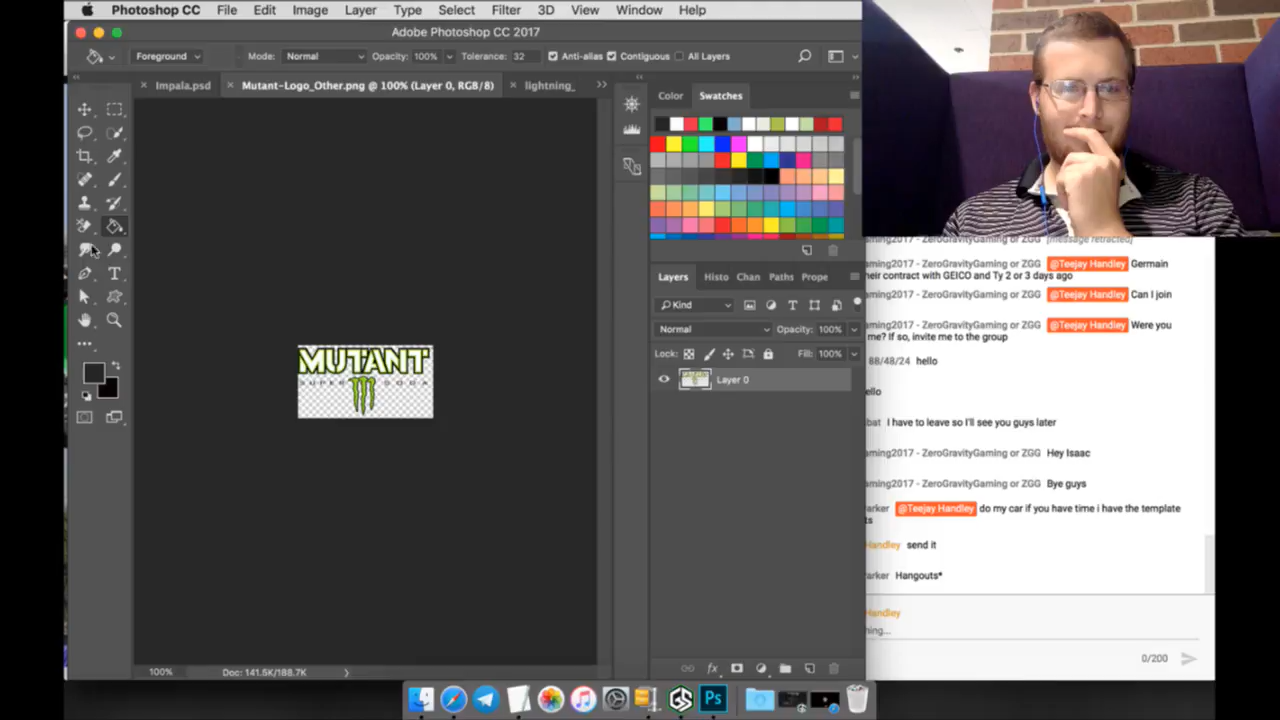 Photoshop CC File Edit Image Layer Type Select Filter 3D View Window Help
Adobe Photoshop CC 2017
Foreground Mode: Normal Opacity: 100% Tolerance: 32 Anti-alias Contiguous All Layers
Impala.psd Mutant-Logo_Other.png @ 100% (Layer 0, RGB/8) lightning_
Color Swatches
Layers Histo Chan Paths Prope
Kind
Normal Opacity: 100%
Lock: Fill: 100%
Layer 0
MUTANT
SUPER SODA
100% Doc: 141.5K/188.7K
[message retracted]
aming2017 - ZeroGravityGaming or ZGG @Teejay Handley Germain
heir contract with GEICO and Ty 2 or 3 days ago
aming2017 - ZeroGravityGaming or ZGG @Teejay Handley Can I join
aming2017 - ZeroGravityGaming or ZGG @Teejay Handley Were you
me? If so, invite me to the group
88/48/24 hello
ello
bat I have to leave so I'll see you guys later
aming2017 - ZeroGravityGaming or ZGG Hey Isaac
aming2017 - ZeroGravityGaming or ZGG Bye guys
arker @Teejay Handley do my car if you have time i have the template
ts
Handley send it
arker Hangouts*
Handley
hing...
0/200
Ps